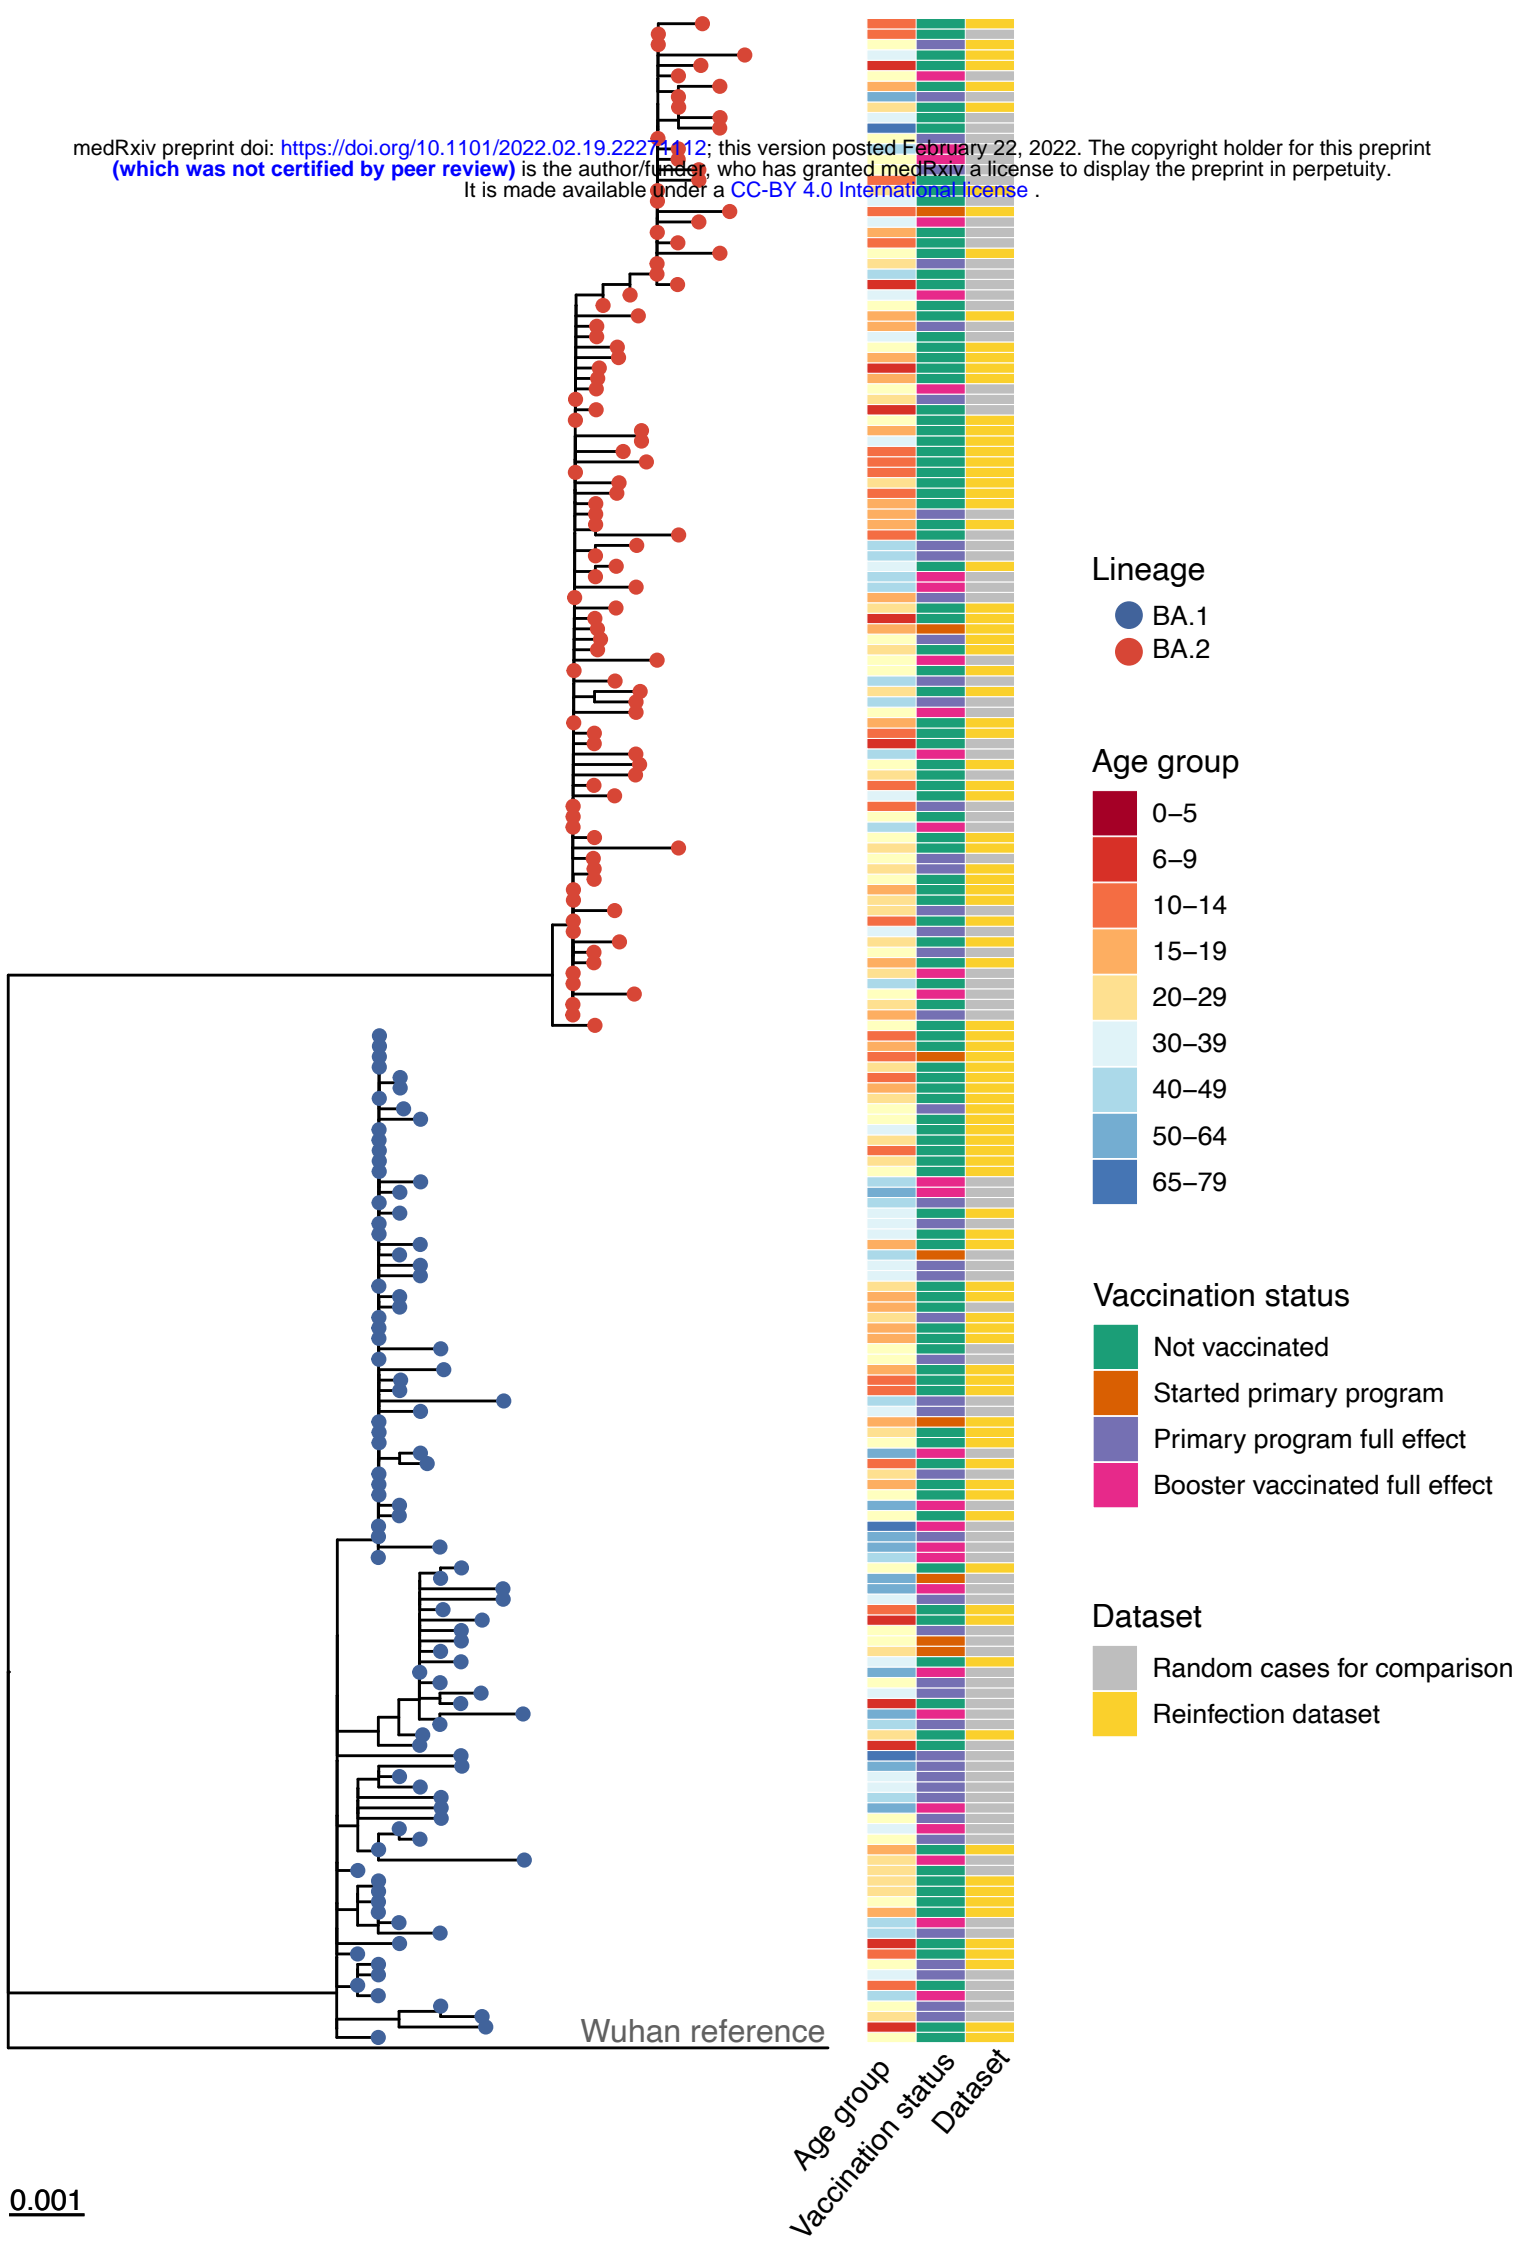 medRxiv preprint doi: https://doi.org/10.1101/2022.02.19.22271112; this version posted February 22, 2022. The copyright holder for this preprint
(which was not certified by peer review) is the author/funder, who has granted medRxiv a license to display the preprint in perpetuity.
It is made available under a CC-BY 4.0 International license .
Lineage
BA.1
BA.2
Age group
0–5
6–9
10–14
15–19
20–29
30–39
40–49
50–64
65–79
Vaccination status
Not vaccinated
Started primary program
Primary program full effect
Booster vaccinated full effect
Dataset
Random cases for comparison
Reinfection dataset
Wuhan reference
Age group
Vaccination status
Dataset
0.001